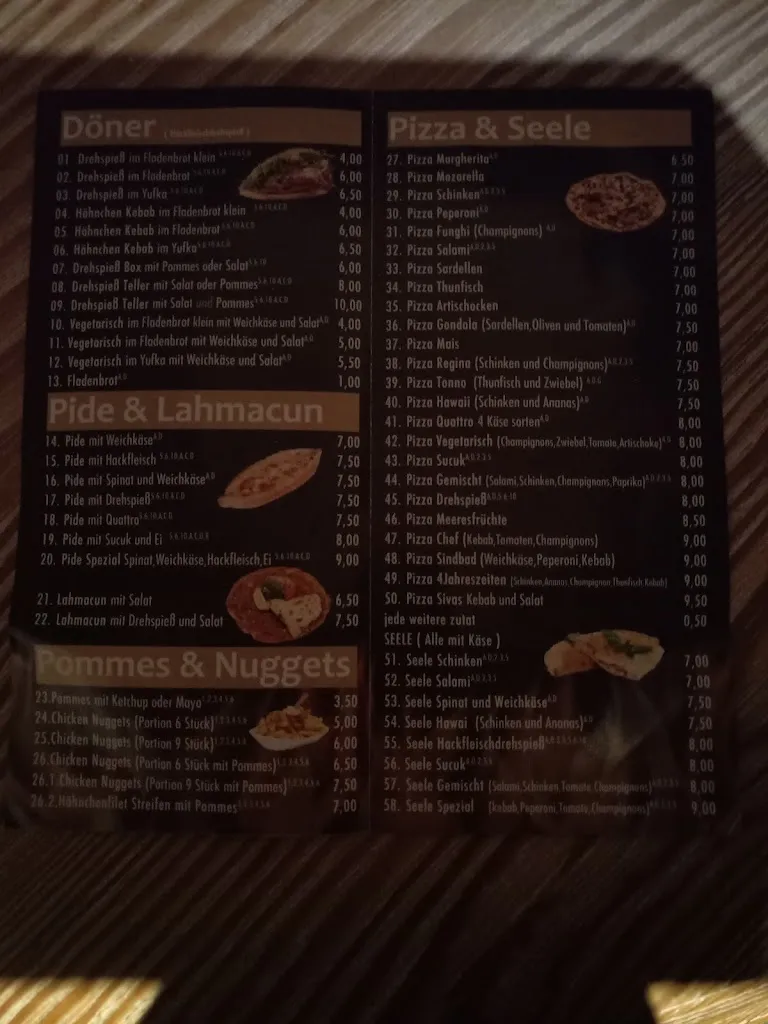 Döner
01 Drehspieß im Fladenbrot klein 4,00
02. Drehspieß im Fladenbrot 6,00
03. Drehspieß im Yufka 6,50
04. Hähnchen Kebab im Fladenbrot klein 4,00
05 Hähnchen Kebab im Fladenbrot 6,00
06. Hähnchen Kebab im Yufka 6,50
07. Drehspieß Box mit Pommes oder Salat 6,00
08. Drehspieß Teller mit Salat oder Pommes 8,00
09. Drehspieß Teller mit Salat und Pommes 10,00
10. Vegetarisch im Fladenbrot klein mit Weichkäse und Salat 4,00
11. Vegetarisch im Fladenbrot mit Weichkäse und Salat 5,00
12. Vegetarisch im Yufka mit Weichkäse und Salat 5,50
13. Fladenbrot 1,00
Pide & Lahmacun
14. Pide mit Weichkäse 7,00
15. Pide mit Hackfleisch 7,50
16. Pide mit Spinat und Weichkäse 7,50
17. Pide mit Drehspieß 7,50
18. Pide mit Quattro 7,50
19. Pide mit Sucuk und Ei 8,00
20. Pide Spezial Spinat,Weichkäse,Hackfleisch,Ei 9,00
21. Lahmacun mit Salat 6,50
22. Lahmacun mit Drehspieß und Salat 7,50
Pommes & Nuggets
23.Pommes mit Ketchup oder Mayo 3,50
24.Chicken Nuggets (Portion 6 Stück) 5,00
25.Chicken Nuggets (Portion 9 Stück) 6,00
26.Chicken Nuggets (Portion 6 Stück mit Pommes) 6,50
26.1.Chicken Nuggets (Portion 9 Stück mit Pommes) 7,50
26.2.Hähnchenfilet Streifen mit Pommes 7,00
Pizza & Seele
27. Pizza Margherita 6,50
28. Pizza Mozarella 7,00
29. Pizza Schinken 7,00
30. Pizza Peperoni 7,00
31. Pizza Funghi (Champignons) 7,00
32. Pizza Salami 7,00
33. Pizza Sardellen 7,00
34. Pizza Thunfisch 7,00
35. Pizza Artischocken 7,00
36. Pizza Gondola (Sardellen,Oliven und Tomaten) 7,50
37. Pizza Mais 7,00
38. Pizza Regina (Schinken und Champignons) 7,50
39. Pizza Tonno (Thunfisch und Zwiebel) 7,50
40. Pizza Hawaii (Schinken und Ananas) 7,50
41. Pizza Quattro 4 Käse sorten 8,00
42. Pizza Vegetarisch (Champignons,Zwiebel,Tomate,Artischoke) 8,00
43. Pizza Sucuk 8,00
44. Pizza Gemischt (Salami,Schinken,Champignons,Paprika) 8,00
45. Pizza Drehspieß 8,00
46. Pizza Meeresfrüchte 8,50
47. Pizza Chef (Kebab,Tomaten,Champignons) 9,00
48. Pizza Sindbad (Weichkäse,Peperoni,Kebab) 9,00
49. Pizza 4Jahreszeiten (Schinken,Ananas,Champignon,Thunfisch,Kebab) 9,00
50. Pizza Sivas Kebab und Salat 9,50
jede weitere zutat 0,50
SEELE ( Alle mit Käse )
51. Seele Schinken 7,00
52. Seele Salami 7,00
53. Seele Spinat und Weichkäse 7,50
54. Seele Hawai (Schinken und Ananas) 7,50
55. Seele Hackfleischdrehspieß 8,00
56. Seele Sucuk 8,00
57. Seele Gemischt (Salami,Schinken,Tomate,Champignons) 8,00
58. Seele Spezial (kebab,Peperoni,Tomate,Champignons) 9,00